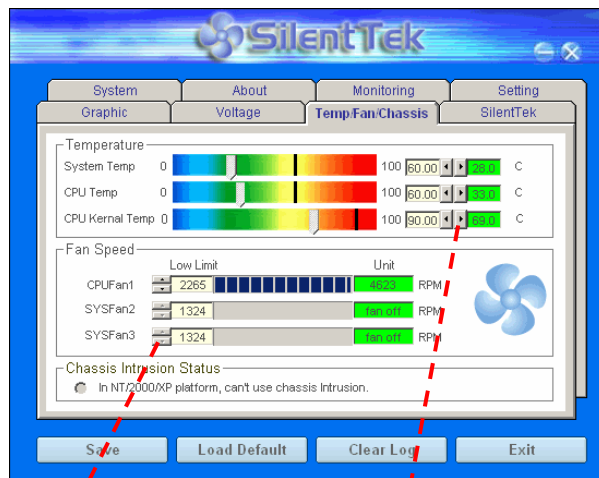 SilentTek
System About Monitoring Setting
Graphic Voltage Temp/Fan/Chassis SilentTek
Temperature
System Temp 0 100 60.00 28.0 C
CPU Temp 0 100 60.00 33.0 C
CPU Kernal Temp 0 100 90.00 69.0 C
Fan Speed
Low Limit Unit
CPUFan1 2265 4623 RPM
SYSFan2 1324 fan off RPM
SYSFan3 1324 fan off RPM
Chassis Intrusion Status
In NT/2000/XP platform, can't use chassis Intrusion.
Save Load Default Clear Log Exit